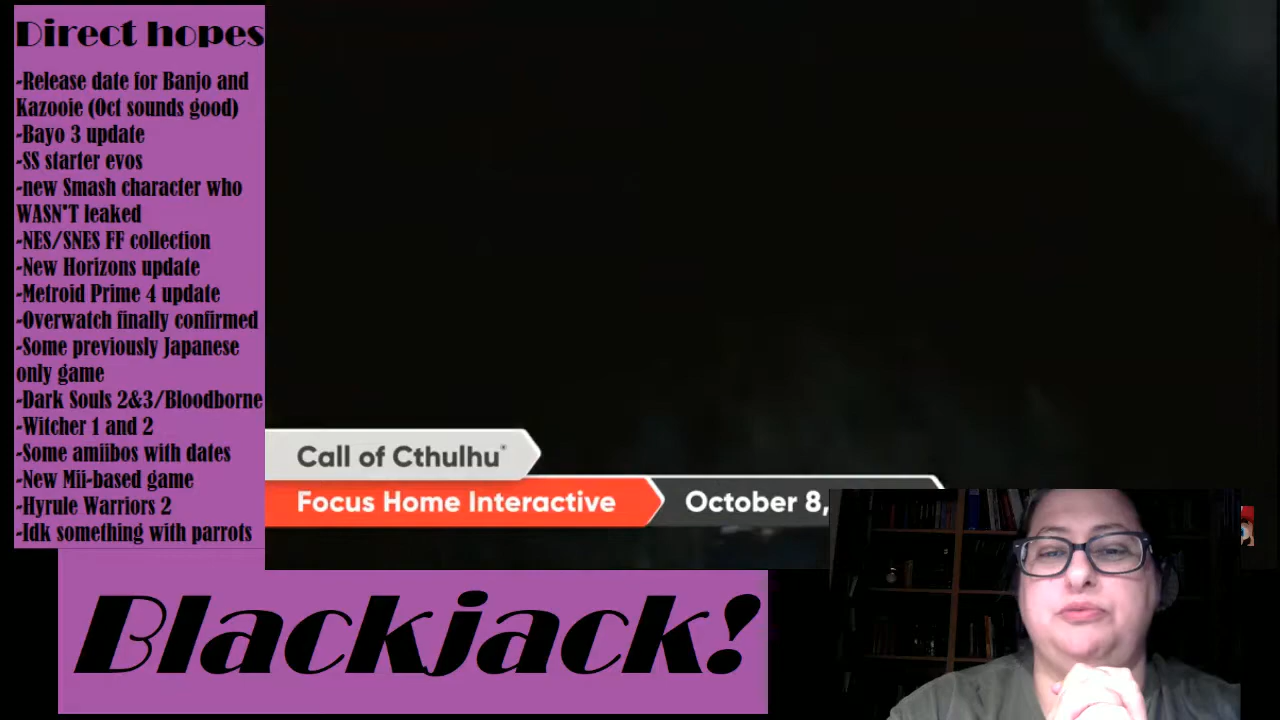 Direct hopes
-Release date for Banjo and
Kazooie (Oct sounds good)
-Bayo 3 update
-SS starter evos
-new Smash character who
WASN"T leaked
-NES/SNES FF collection
-New Horizons update
-Metroid Prime 4 update
-Overwatch finally confirmed
-Some previously Japanese
only game
-Dark Souls 2&3/Bloodborne
-Witcher 1 and 2
-Some amiibos with dates
-New Mii-based game
-Hyrule Warriors 2
-Idk something with parrots
Call of Cthulhu
Focus Home Interactive
October 8,
Blackjack!